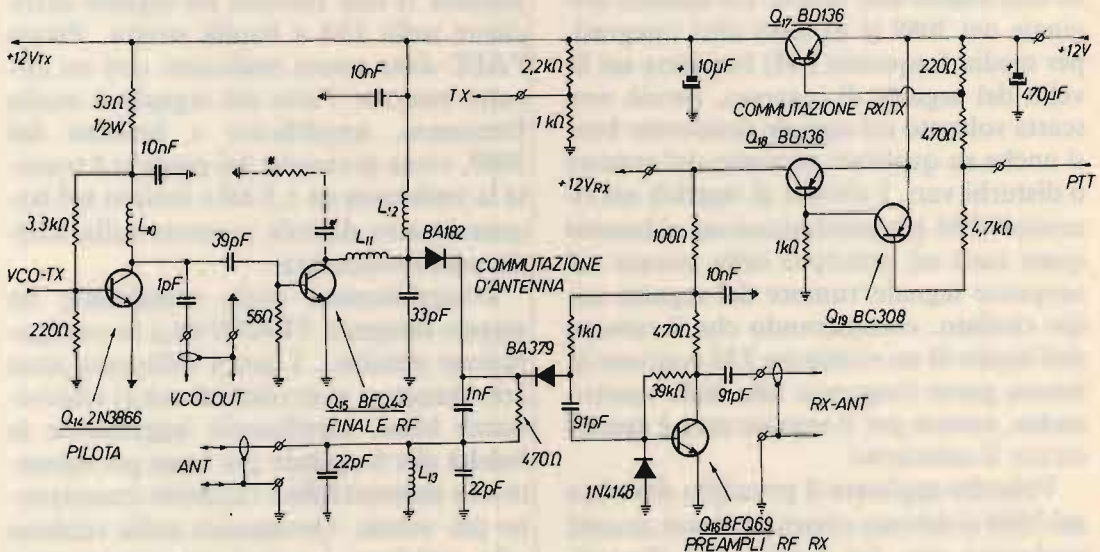 Q17 BD136
+12VTX
+12V
10nF
2,2kΩ
10µF
220Ω
+
470µF
33Ω
1/2W
TX
1kΩ
COMMUTAZIONE RX/TX
470Ω
10nF
*
Q18 BD136
+12VRX
PTT
L12
3,3kΩ
L10
*
L11
BA182
100Ω
1kΩ
4,7kΩ
39pF
VCO-TX
COMMUTAZIONE
D'ANTENNA
10nF
1pF
220Ω
56Ω
33pF
1kΩ
470Ω
Q19 BC308
BA379
VCO-OUT
39kΩ
91pF
RX-ANT
Q14 2N3866
PILOTA
Q15 BFQ43
FINALE RF
1nF
91pF
ANT
22pF
L13
470Ω
22pF
1N4148
Q16 BFQ69
PREAMPLI RF RX